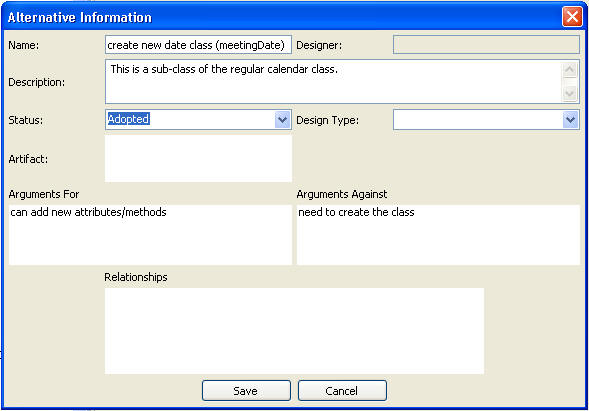 Alternative Information
Name: create new date class (meetingDate) Designer:
Description: This is a sub-class of the regular calendar class.
Status: Adopted Design Type:
Artifact:
Arguments For Arguments Against
can add new attributes/methods need to create the class
Relationships
Save Cancel